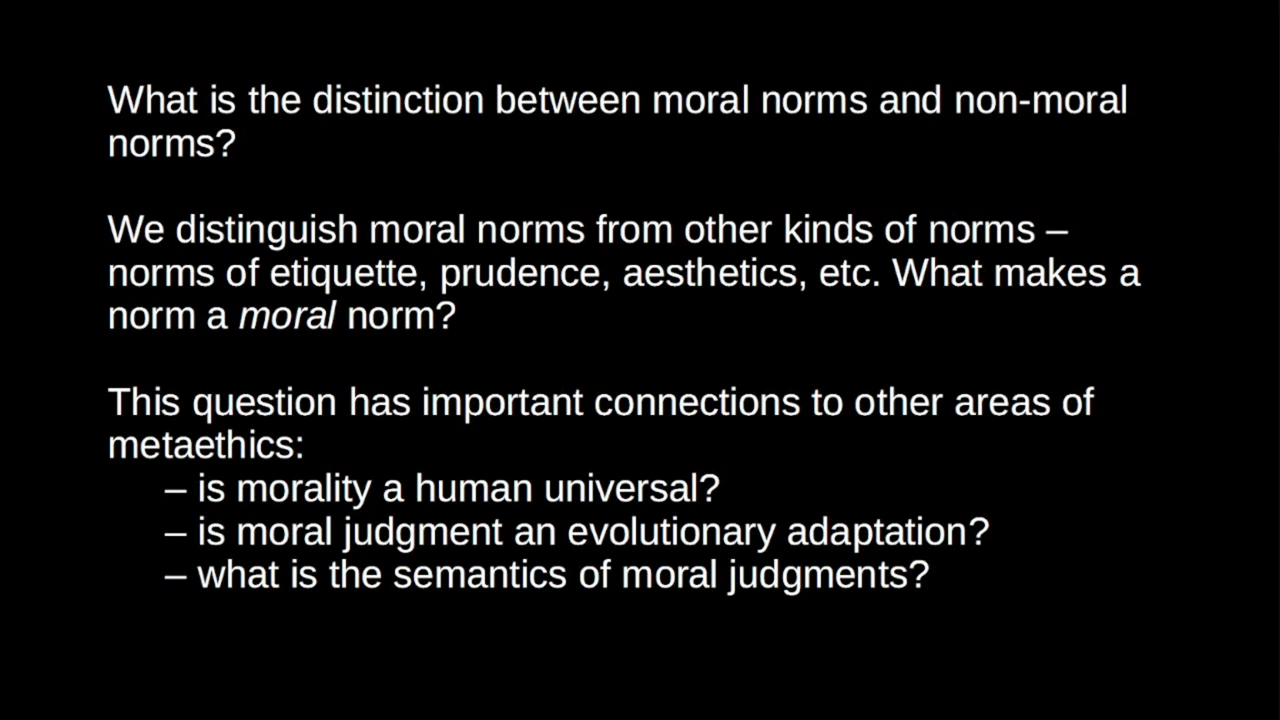 What is the distinction between moral norms and non-moral
norms?
We distinguish moral norms from other kinds of norms –
norms of etiquette, prudence, aesthetics, etc. What makes a
norm a moral norm?
This question has important connections to other areas of
metaethics:
– is morality a human universal?
– is moral judgment an evolutionary adaptation?
– what is the semantics of moral judgments?